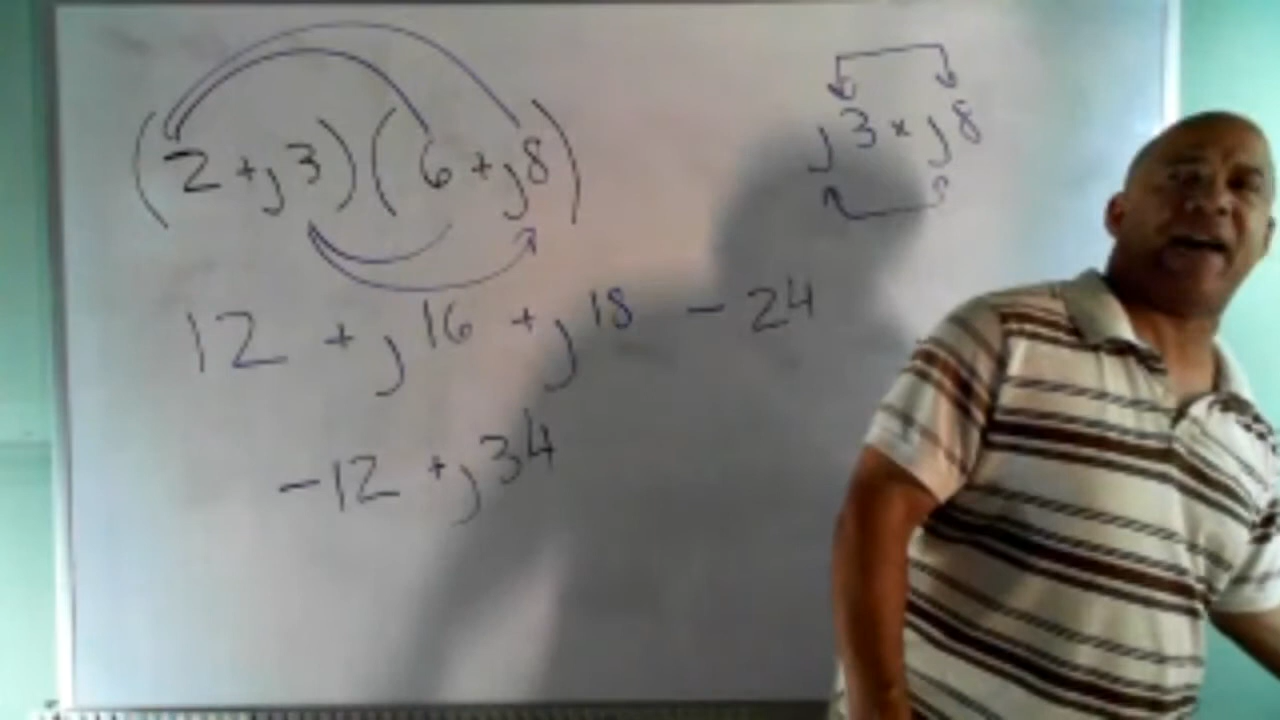 (2+j3)(6+j8)
j3×j8
12 + j16 + j18 - 24
-12 + j34